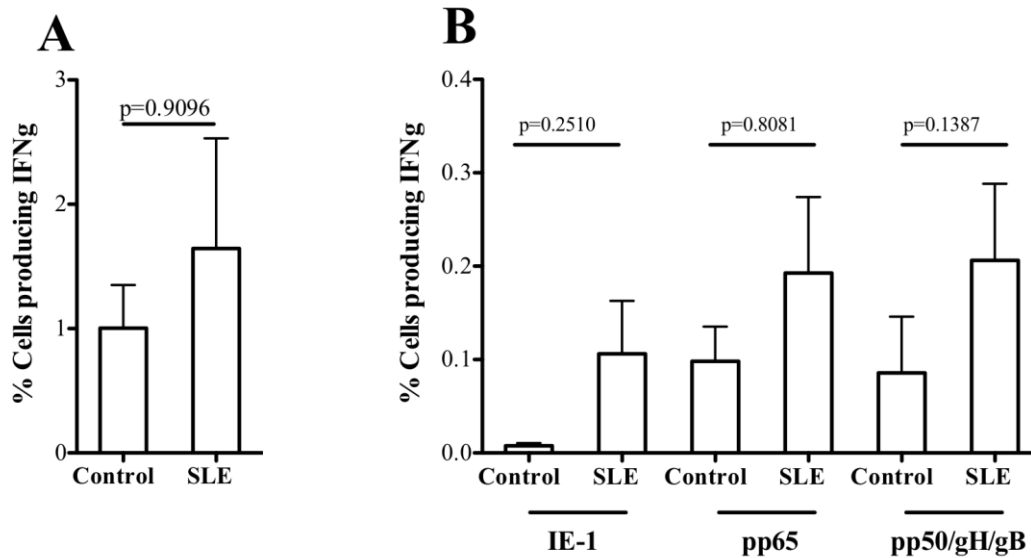 A
% Cells producing IFNg
3
2
1
0
p=0.9096
Control SLE
B
% Cells producing IFNg
0.4
0.3
0.2
0.1
0.0
p=0.2510 p=0.8081 p=0.1387
Control SLE Control SLE Control SLE
IE-1 pp65 pp50/gH/gB